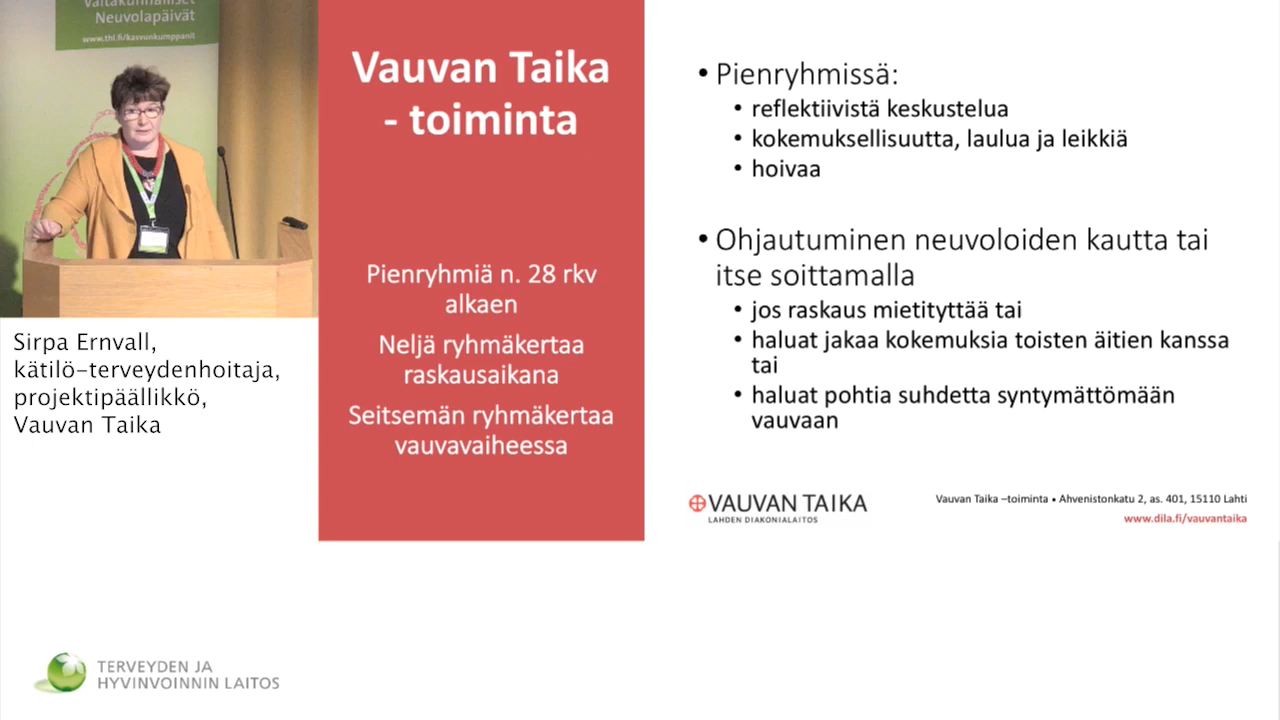 Valtakunnalliset
Neuvolapäivät
www.thl.fi/kasvunkumppanit
Sirpa Ernvall,
kätilö-terveydenhoitaja,
projektipäällikkö,
Vauvan Taika
Vauvan Taika
- toiminta
Pienryhmiä n. 28 rkv
alkaen
Neljä ryhmäkertaa
raskausaikana
Seitsemän ryhmäkertaa
vauvavaiheessa
• Pienryhmissä:
• reflektiivistä keskustelua
• kokemuksellisuutta, laulua ja leikkiä
• hoivaa
• Ohjautuminen neuvoloiden kautta tai
itse soittamalla
• jos raskaus mietityttää tai
• haluat jakaa kokemuksia toisten äitien kanssa
tai
• haluat pohtia suhdetta syntymättömään
vauvaan
VAUVAN TAIKA
LAHDEN DIAKONIALAITOS
Vauvan Taika –toiminta • Ahvenistonkatu 2, as. 401, 15110 Lahti
www.dila.fi/vauvantaika
TERVEYDEN JA
HYVINVOINNIN LAITOS